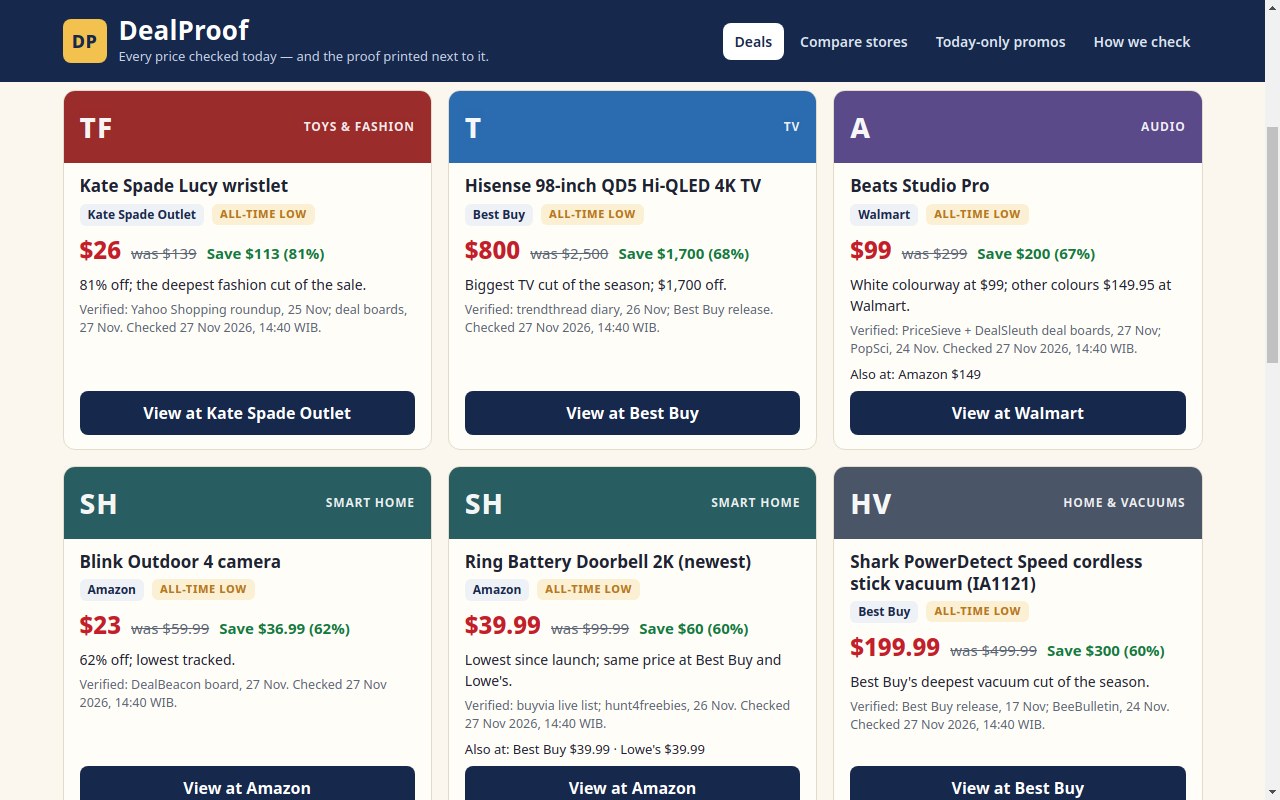 DP
DealProof
Every price checked today — and the proof printed next to it.
Deals
Compare stores
Today-only promos
How we check
TF
TOYS & FASHION
Kate Spade Lucy wristlet
Kate Spade Outlet
ALL-TIME LOW
$26 was $139 Save $113 (81%)
81% off; the deepest fashion cut of the sale.
Verified: Yahoo Shopping roundup, 25 Nov; deal boards,
27 Nov. Checked 27 Nov 2026, 14:40 WIB.
View at Kate Spade Outlet
T
TV
Hisense 98-inch QD5 Hi-QLED 4K TV
Best Buy
ALL-TIME LOW
$800 was $2,500 Save $1,700 (68%)
Biggest TV cut of the season; $1,700 off.
Verified: trendthread diary, 26 Nov; Best Buy release.
Checked 27 Nov 2026, 14:40 WIB.
View at Best Buy
A
AUDIO
Beats Studio Pro
Walmart
ALL-TIME LOW
$99 was $299 Save $200 (67%)
White colourway at $99; other colours $149.95 at
Walmart.
Verified: PriceSieve + DealSleuth deal boards, 27 Nov;
PopSci, 24 Nov. Checked 27 Nov 2026, 14:40 WIB.
Also at: Amazon $149
View at Walmart
SH
SMART HOME
Blink Outdoor 4 camera
Amazon
ALL-TIME LOW
$23 was $59.99 Save $36.99 (62%)
62% off; lowest tracked.
Verified: DealBeacon board, 27 Nov. Checked 27 Nov
2026, 14:40 WIB.
View at Amazon
SH
SMART HOME
Ring Battery Doorbell 2K (newest)
Amazon
ALL-TIME LOW
$39.99 was $99.99 Save $60 (60%)
Lowest since launch; same price at Best Buy and
Lowe's.
Verified: buyvia live list; hunt4freebies, 26 Nov. Checked
27 Nov 2026, 14:40 WIB.
Also at: Best Buy $39.99 · Lowe's $39.99
View at Amazon
HV
HOME & VACUUMS
Shark PowerDetect Speed cordless
stick vacuum (IA1121)
Best Buy
ALL-TIME LOW
$199.99 was $499.99 Save $300 (60%)
Best Buy's deepest vacuum cut of the season.
Verified: Best Buy release, 17 Nov; BeeBulletin, 24 Nov.
Checked 27 Nov 2026, 14:40 WIB.
View at Best Buy